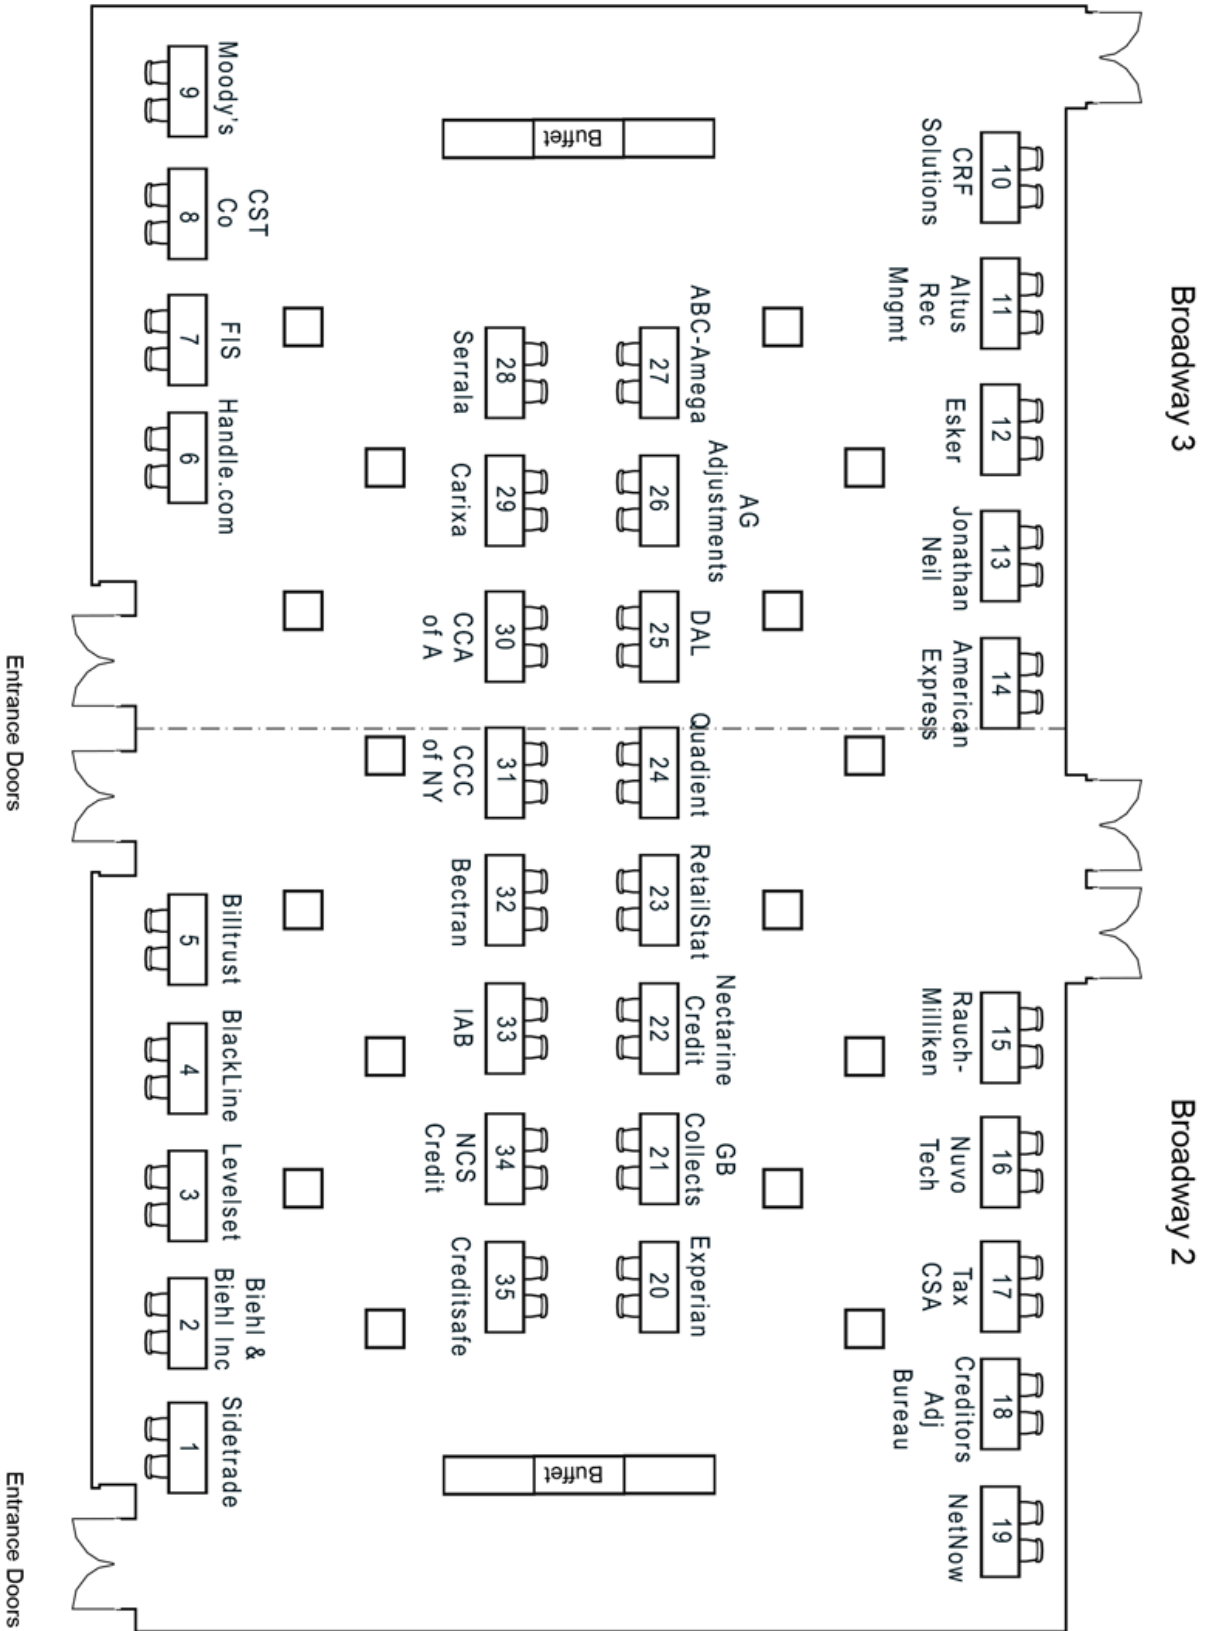 Broadway 3
Broadway 2
10
CRF
Solutions
11
Altus
Rec
Mngmt
12
Esker
13
Jonathan
Neil
14
American
Express
15
Rauch-
Milliken
16
Nuvo
Tech
17
Tax
CSA
18
Creditors
Adj
Bureau
19
NetNow
Buffet
ABC-Amega
27
AG
Adjustments
26
DAL
25
Quadient
24
RetailStat
23
Nectarine
Credit
22
GB
Collects
21
Experian
20
Buffet
28
Serrala
29
Carixa
30
CCA
of A
31
CCC
of NY
32
Bectran
33
IAB
34
NCS
Credit
35
Creditsafe
Moody's
9
CST
Co
8
FIS
7
Handle.com
6
Billtrust
5
BlackLine
4
Levelset
3
Biehl &
Biehl Inc
2
Sidetrade
1
Entrance Doors
Entrance Doors